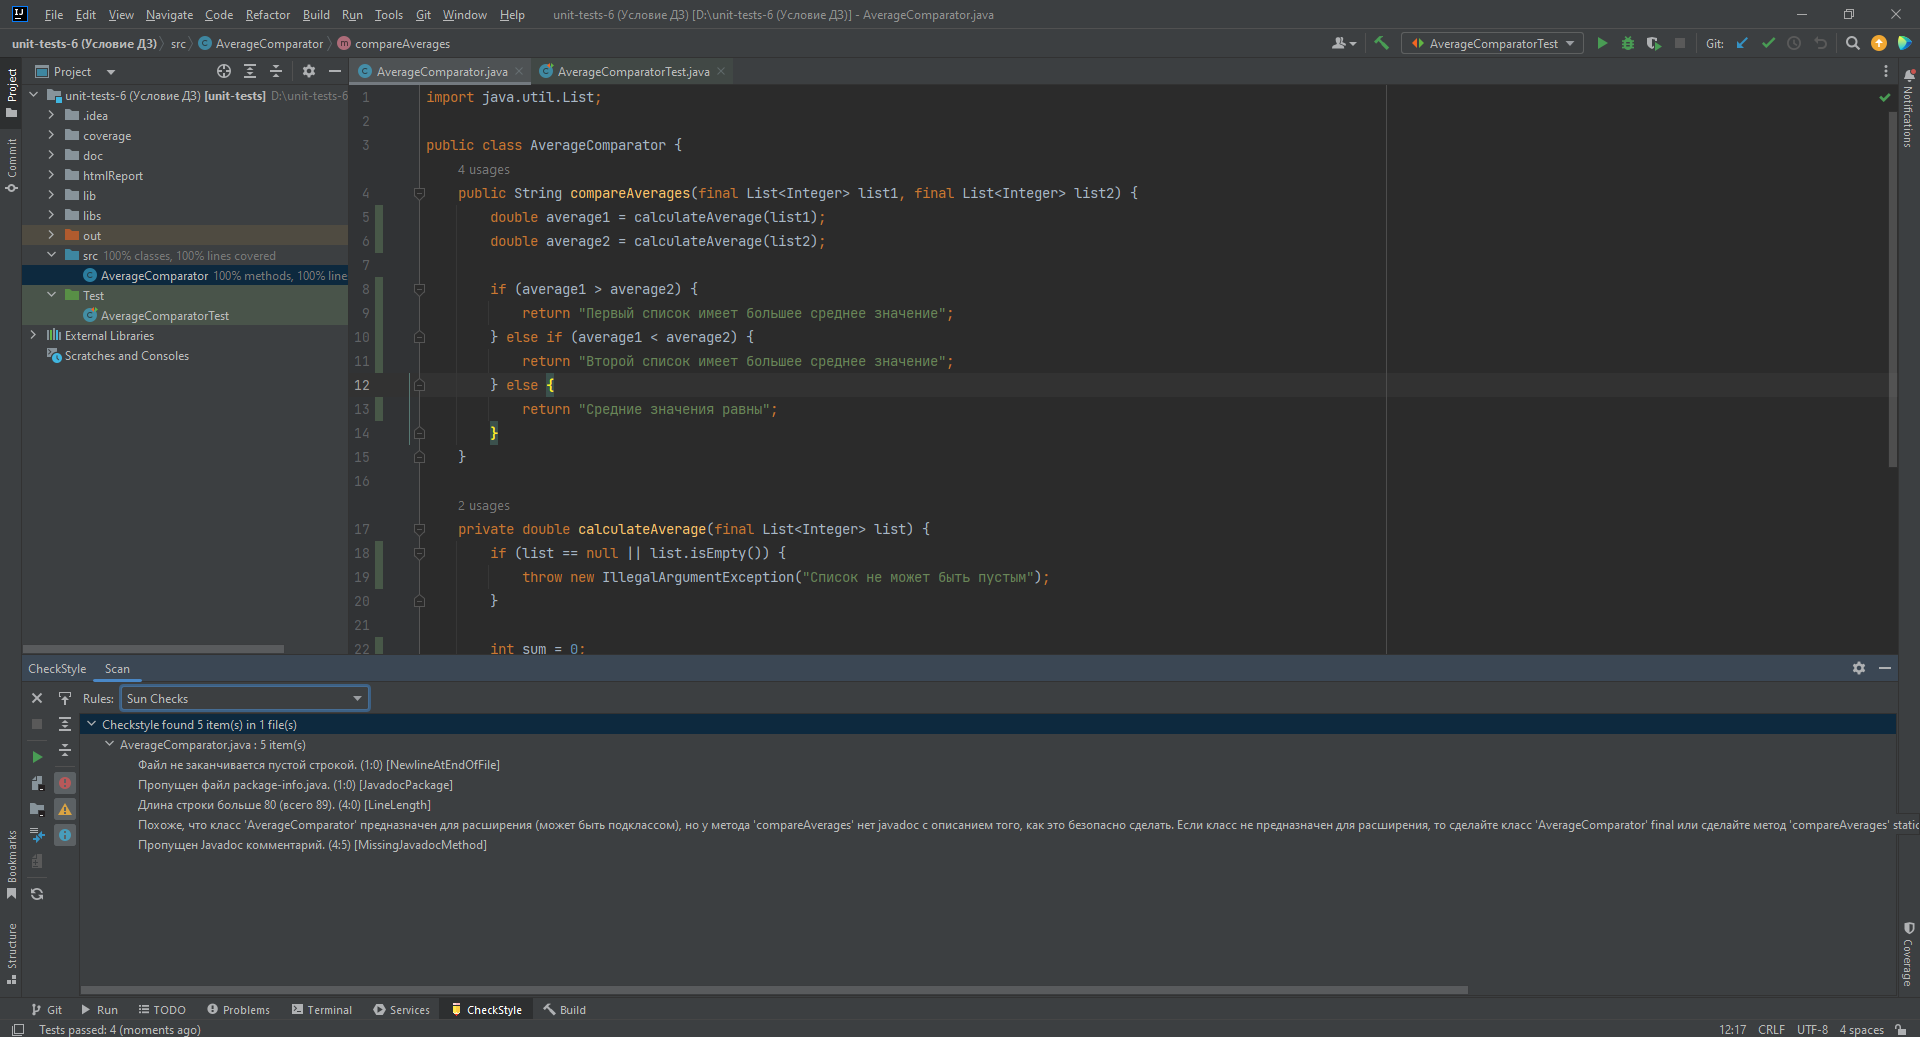 File Edit View Navigate Code Refactor Build Run Tools Git Window Help unit-tests-6 (Условие ДЗ) [D:\unit-tests-6 (Условие ДЗ)] - AverageComparator.java
unit-tests-6 (Условие ДЗ) src AverageComparator compareAverages AverageComparatorTest Git:
Project
AverageComparator.java AverageComparatorTest.java
Project
Commit
Bookmarks
Structure
Notifications
Coverage
unit-tests-6 (Условие ДЗ) [unit-tests] D:\unit-tests-6
.idea
coverage
doc
htmlReport
lib
libs
out
src 100% classes, 100% lines covered
AverageComparator 100% methods, 100% line
Test
AverageComparatorTest
External Libraries
Scratches and Consoles
1 import java.util.List;
2
3 public class AverageComparator {
4 usages
4 public String compareAverages(final List<Integer> list1, final List<Integer> list2) {
5 double average1 = calculateAverage(list1);
6 double average2 = calculateAverage(list2);
7
8 if (average1 > average2) {
9 return "Первый список имеет большее среднее значение";
10 } else if (average1 < average2) {
11 return "Второй список имеет большее среднее значение";
12 } else {
13 return "Средние значения равны";
14 }
15 }
16
2 usages
17 private double calculateAverage(final List<Integer> list) {
18 if (list == null || list.isEmpty()) {
19 throw new IllegalArgumentException("Список не может быть пустым");
20 }
21
22 int sum = 0;
CheckStyle Scan
Rules: Sun Checks
Checkstyle found 5 item(s) in 1 file(s)
AverageComparator.java : 5 item(s)
Файл не заканчивается пустой строкой. (1:0) [NewlineAtEndOfFile]
Пропущен файл package-info.java. (1:0) [JavadocPackage]
Длина строки больше 80 (всего 89). (4:0) [LineLength]
Похоже, что класс 'AverageComparator' предназначен для расширения (может быть подклассом), но у метода 'compareAverages' нет javadoc с описанием того, как это безопасно сделать. Если класс не предназначен для расширения, то сделайте класс 'AverageComparator' final или сделайте метод 'compareAverages' static
Пропущен Javadoc комментарий. (4:5) [MissingJavadocMethod]
Git Run TODO Problems Terminal Services CheckStyle Build
Tests passed: 4 (moments ago) 12:17 CRLF UTF-8 4 spaces